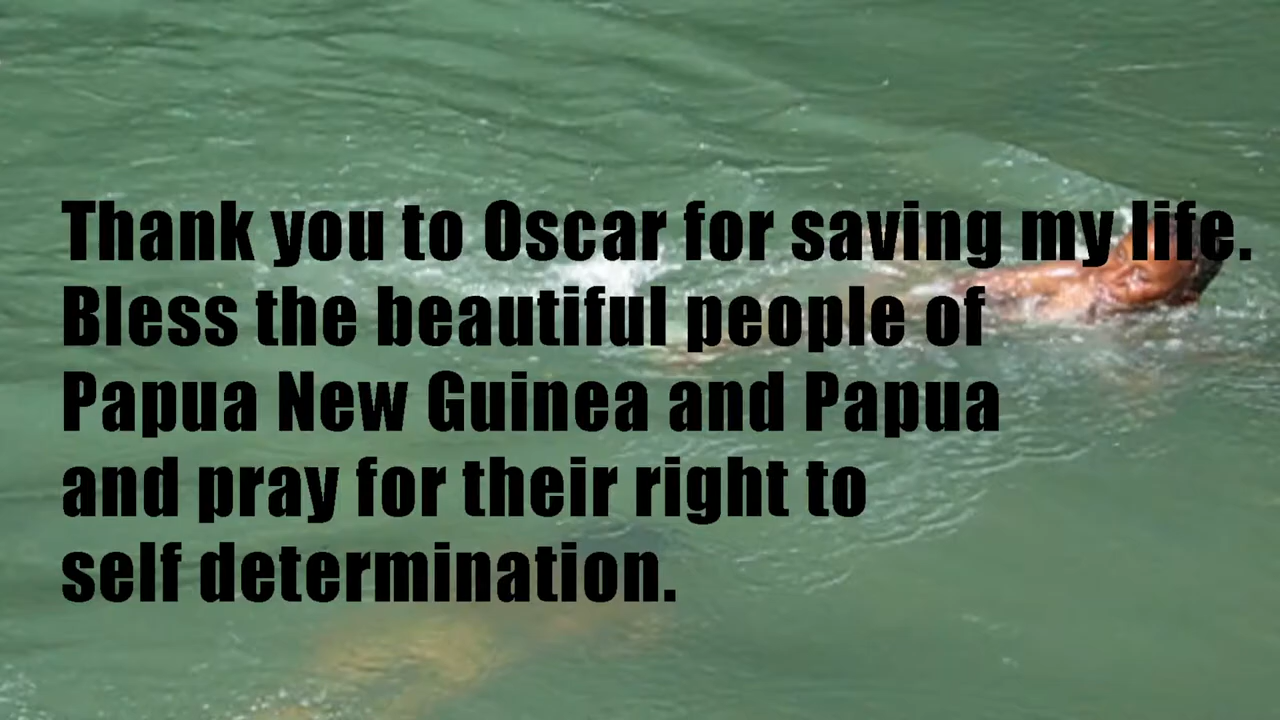 Thank you to Oscar for saving my life.
Bless the beautiful people of
Papua New Guinea and Papua
and pray for their right to
self determination.